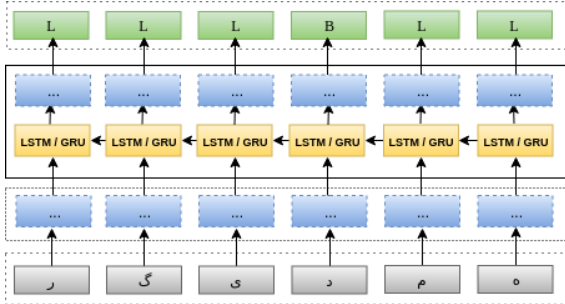 L L L B L L
... ... ... ... ... ...
LSTM / GRU LSTM / GRU LSTM / GRU LSTM / GRU LSTM / GRU LSTM / GRU
... ... ... ... ... ...
ر گ ی د م ه